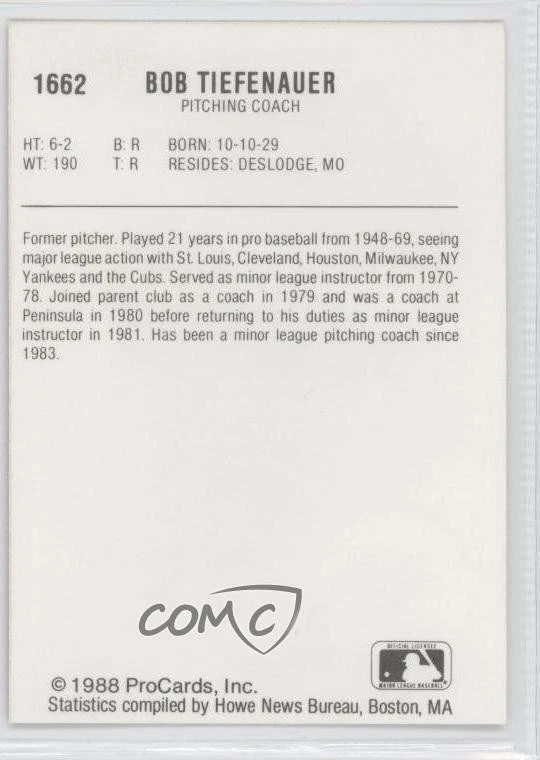 1662 BOB TIEFENAUER
PITCHING COACH
HT: 6-2 B: R BORN: 10-10-29
WT: 190 T: R RESIDES: DESLODGE, MO
Former pitcher. Played 21 years in pro baseball from 1948-69, seeing
major league action with St. Louis, Cleveland, Houston, Milwaukee, NY
Yankees and the Cubs. Served as minor league instructor from 1970-
78. Joined parent club as a coach in 1979 and was a coach at
Peninsula in 1980 before returning to his duties as minor league
instructor in 1981. Has been a minor league pitching coach since
1983.
COMC
OFFICIAL LICENSEE
MAJOR LEAGUE BASEBALL
© 1988 ProCards, Inc.
Statistics compiled by Howe News Bureau, Boston, MA